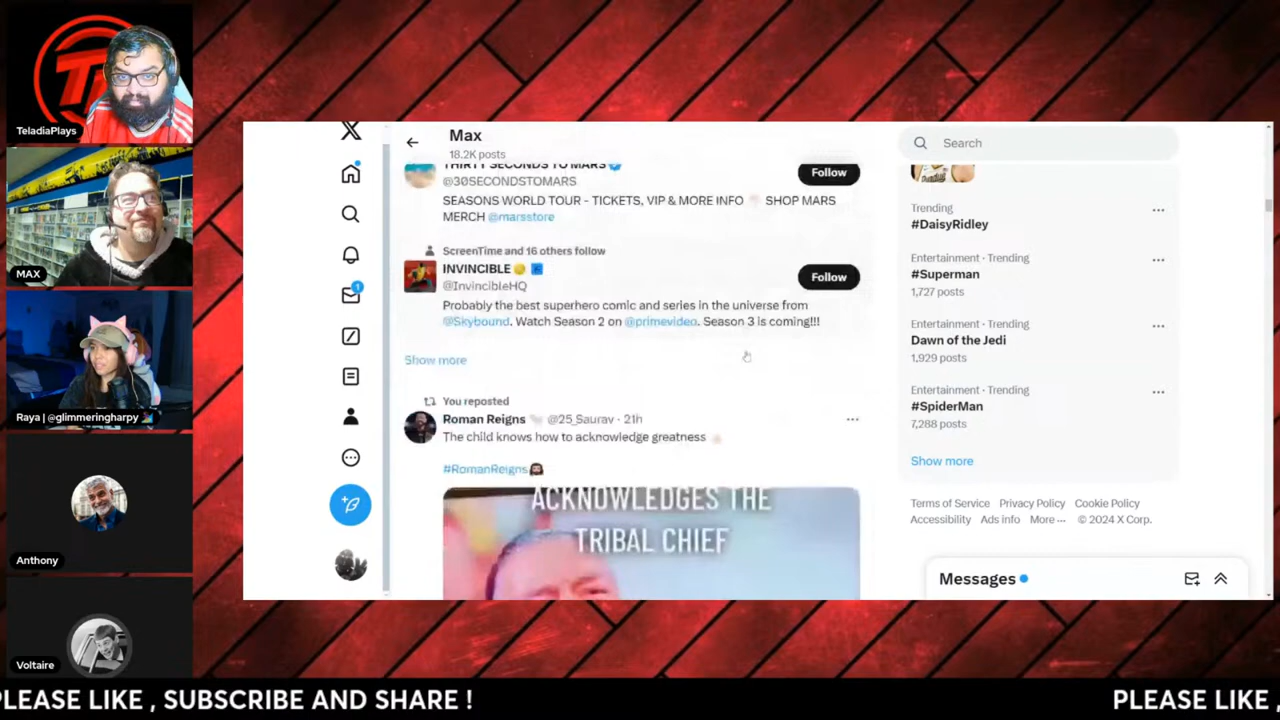 TeladiaPlays
MAX
Raya | @glimmeringharpy
Anthony
Voltaire
Max
18.2K posts
THIRTY SECONDS TO MARS
@30SECONDSTOMARS
SEASONS WORLD TOUR - TICKETS, VIP & MORE INFO SHOP MARS
MERCH @marsstore
Follow
ScreenTime and 16 others follow
INVINCIBLE
@InvincibleHQ
Follow
Probably the best superhero comic and series in the universe from
@Skybound. Watch Season 2 on @primevideo. Season 3 is coming!!!
Show more
You reposted
Roman Reigns @25_Saurav · 21h
The child knows how to acknowledge greatness
#RomanReigns
ACKNOWLEDGES THE
TRIBAL CHIEF
1
Search
Trending
#DaisyRidley
Entertainment · Trending
#Superman
1,727 posts
Entertainment · Trending
Dawn of the Jedi
1,929 posts
Entertainment · Trending
#SpiderMan
7,288 posts
Show more
Terms of Service Privacy Policy Cookie Policy
Accessibility Ads info More ··· © 2024 X Corp.
Messages
PLEASE LIKE , SUBSCRIBE AND SHARE !
PLEASE LIKE ,